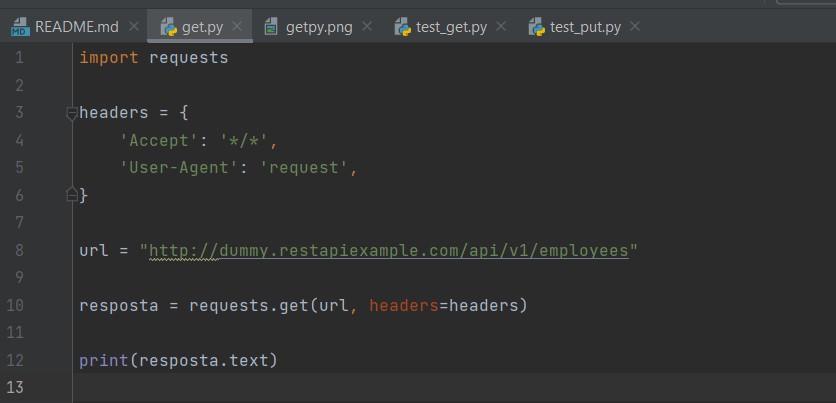 README.md get.py getpy.png test_get.py test_put.py
1 import requests
2
3 headers = {
4     'Accept': '*/*',
5     'User-Agent': 'request',
6 }
7
8 url = "http://dummy.restapiexample.com/api/v1/employees"
9
10 resposta = requests.get(url, headers=headers)
11
12 print(resposta.text)
13